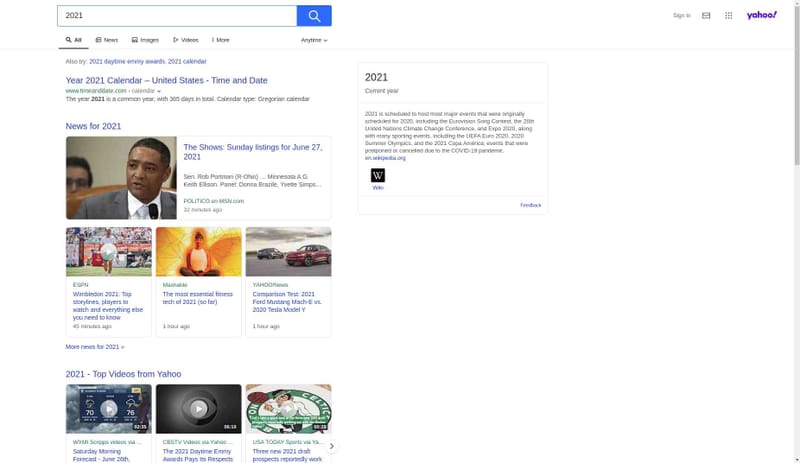 2021
Sign In
yahoo!
All
News
Images
Videos
More
Anytime
Also try: 2021 daytime emmy awards, 2021 calendar
Year 2021 Calendar – United States - Time and Date
www.timeanddate.com › calendar
The year 2021 is a common year, with 365 days in total. Calendar type: Gregorian calendar
News for 2021
The Shows: Sunday listings for June 27,
2021
Sen. Rob Portman (R-Ohio) ... Minnesota A.G.
Keith Ellison. Panel: Donna Brazile, Yvette Simps...
POLITICO on MSN.com
32 minutes ago
ESPN
Wimbledon 2021: Top
storylines, players to
watch and everything else
you need to know
45 minutes ago
Mashable
The most essential fitness
tech of 2021 (so far)
1 hour ago
YAHOO!News
Comparison Test: 2021
Ford Mustang Mach-E vs.
2020 Tesla Model Y
1 hour ago
More news for 2021 »
2021 - Top Videos from Yahoo
70
76
02:35
WXMI Scripps videos via ...
Saturday Morning
Forecast - June 26th,
CBSTV Videos via Yahoo ...
The 2021 Daytime Emmy
Awards Pays Its Respects
USA TODAY Sports via Ya...
Three new 2021 draft
prospects reportedly work
2021
Current year
2021 is scheduled to host most major events that were originally
scheduled for 2020, including the Eurovision Song Contest, the 26th
United Nations Climate Change Conference, and Expo 2020, along
with many sporting events, including the UEFA Euro 2020, 2020
Summer Olympics, and the 2021 Copa América; events that were
postponed or cancelled due to the COVID-19 pandemic.
en.wikipedia.org
W
Wiki
Feedback